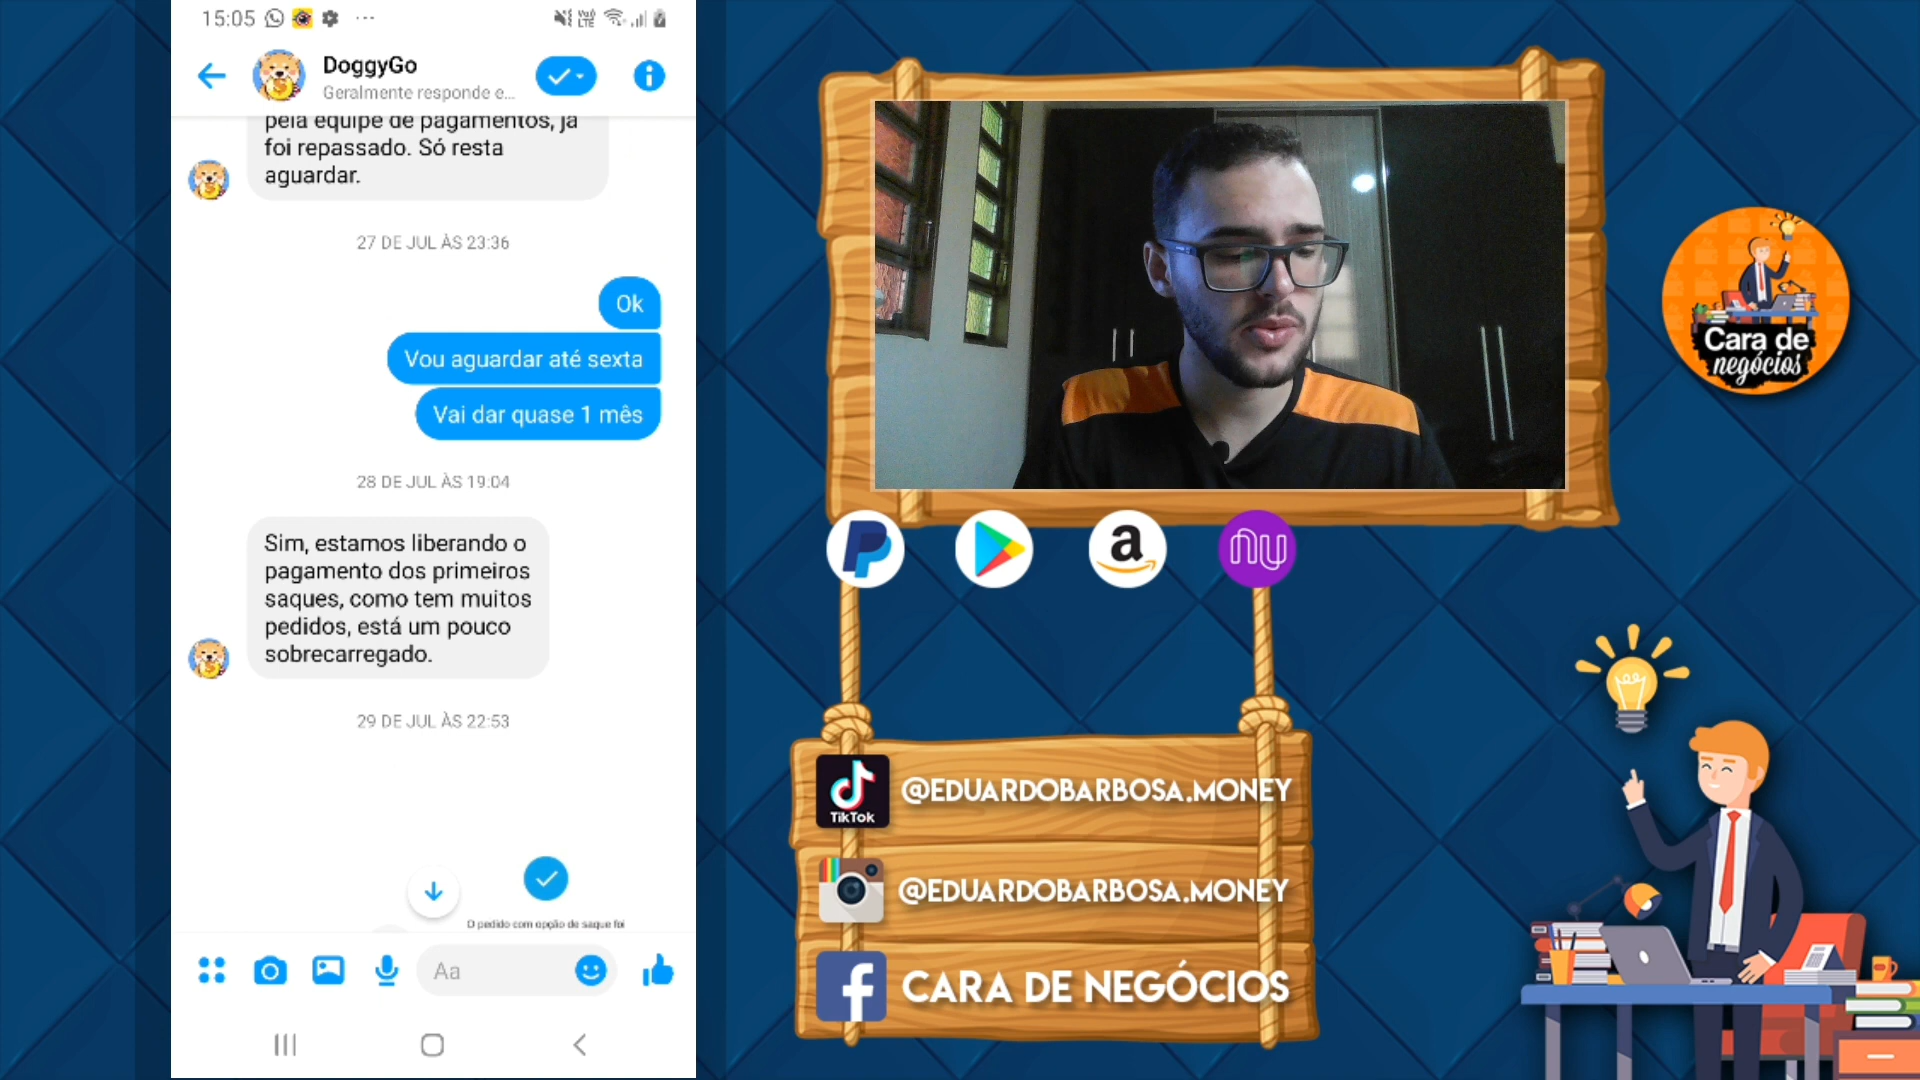 15:05
DoggyGo
Geralmente responde e...
pela equipe de pagamentos, já
foi repassado. Só resta
aguardar.
27 DE JUL ÀS 23:36
Ok
Vou aguardar até sexta
Vai dar quase 1 mês
28 DE JUL ÀS 19:04
Sim, estamos liberando o
pagamento dos primeiros
saques, como tem muitos
pedidos, está um pouco
sobrecarregado.
29 DE JUL ÀS 22:53
O pedido com opção de saque foi
Aa
Cara de
negócios
a
nu
TikTok
@EDUARDOBARBOSA.MONEY
@EDUARDOBARBOSA.MONEY
CARA DE NEGÓCIOS